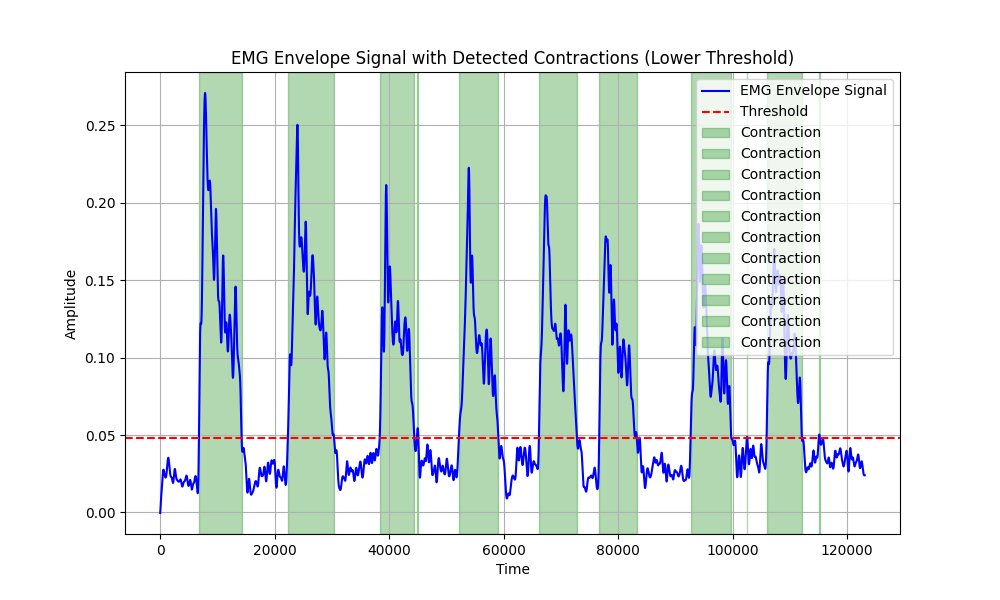 EMG Envelope Signal with Detected Contractions (Lower Threshold)
EMG Envelope Signal
Threshold
Contraction
Contraction
Contraction
Contraction
Contraction
Contraction
Contraction
Contraction
Contraction
Contraction
Contraction
Amplitude
0.25
0.20
0.15
0.10
0.05
0.00
0 20000 40000 60000 80000 100000 120000
Time